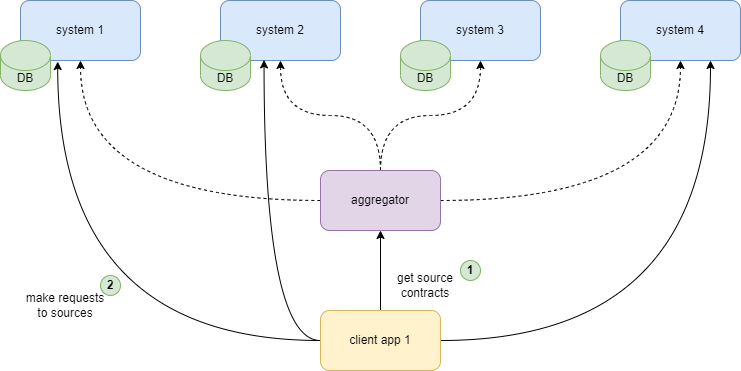 system 1
system 2
system 3
system 4
DB
DB
DB
DB
aggregator
1
get source
contracts
2
make requests
to sources
client app 1